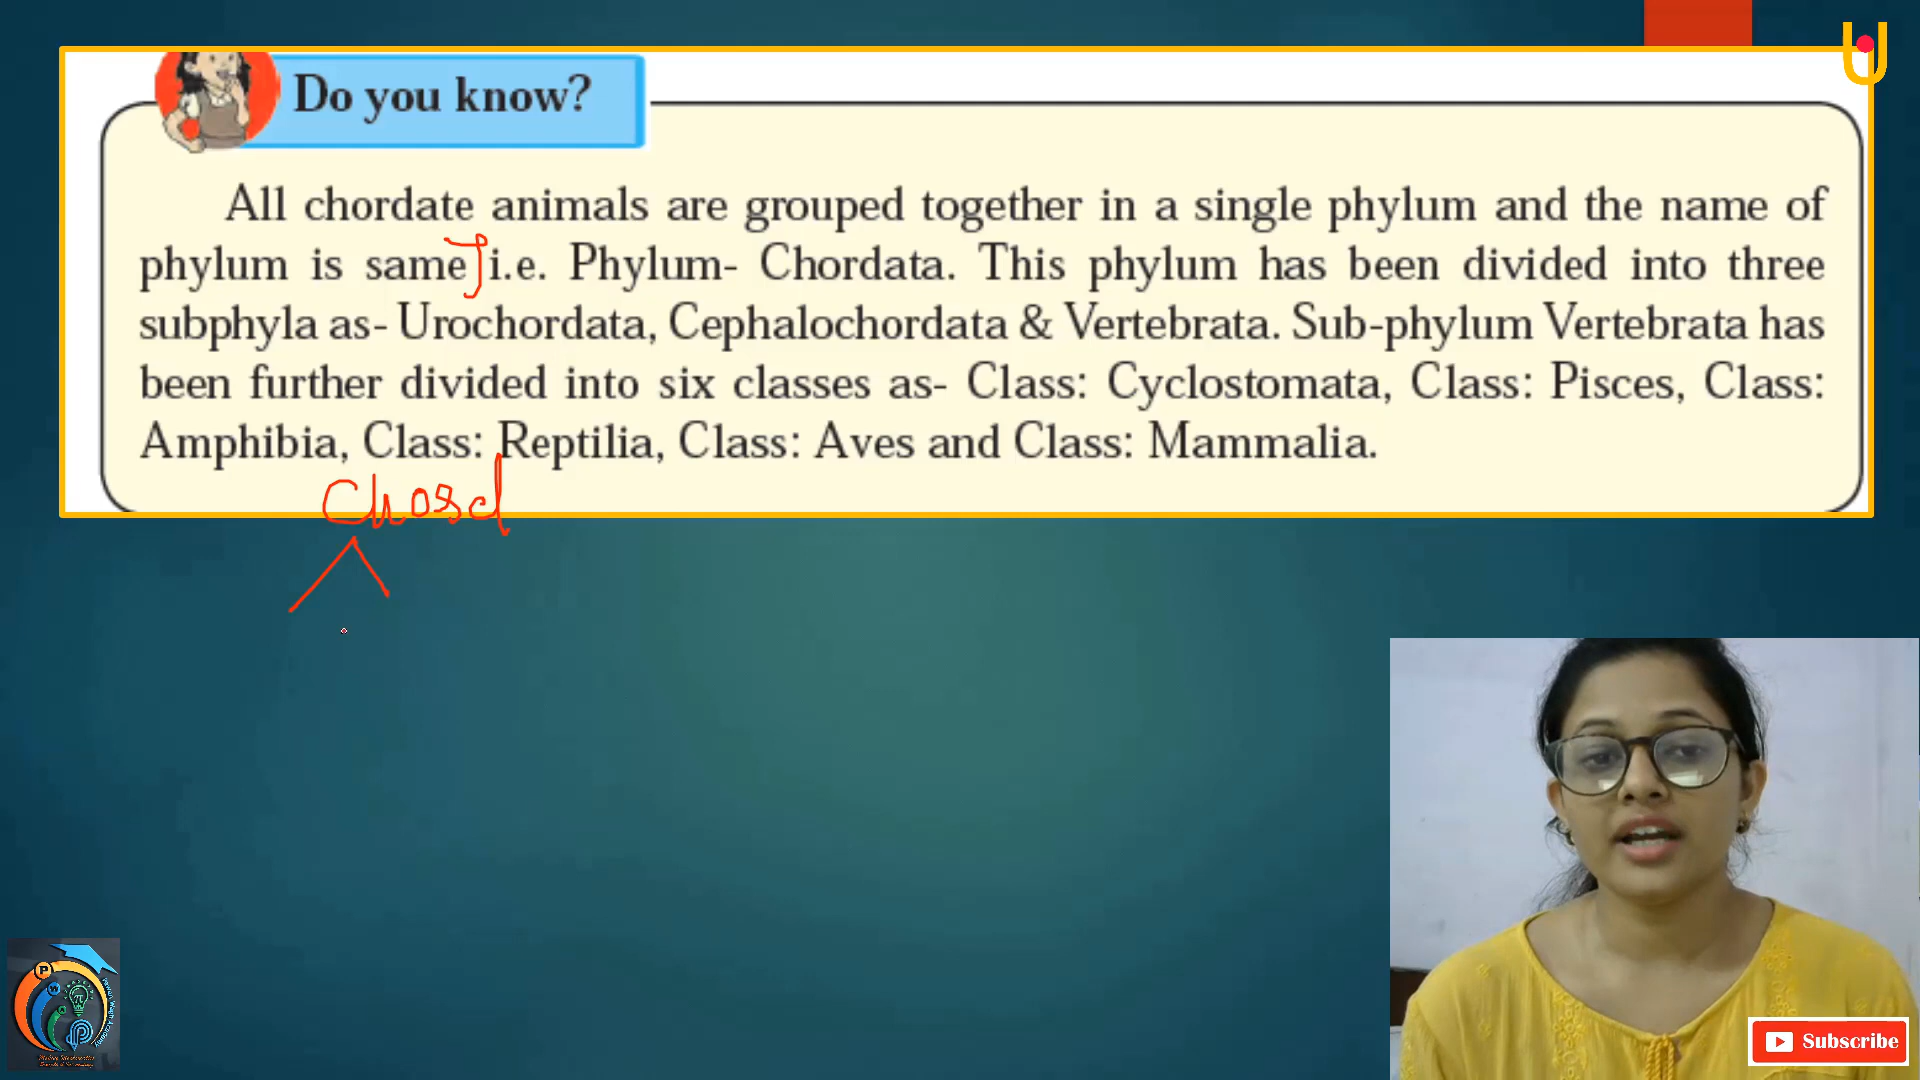 Do you know?
All chordate animals are grouped together in a single phylum and the name of
phylum is same i.e. Phylum- Chordata. This phylum has been divided into three
subphyla as- Urochordata, Cephalochordata & Vertebrata. Sub-phylum Vertebrata has
been further divided into six classes as- Class: Cyclostomata, Class: Pisces, Class:
Amphibia, Class: Reptilia, Class: Aves and Class: Mammalia.
Chord
Subscribe